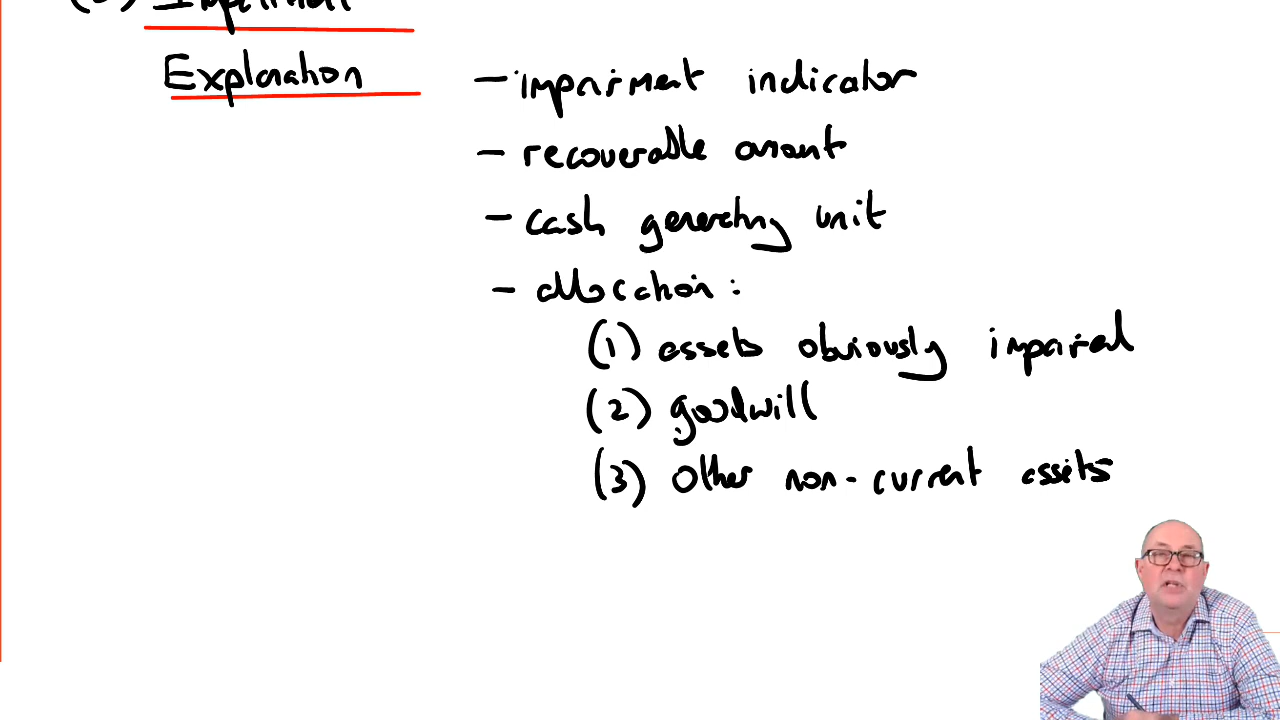 Impairment
Explanation
- impairment indicator
- recoverable amount
- cash generating unit
- allocation:
(1) assets obviously impaired
(2) goodwill
(3) Other non-current assets